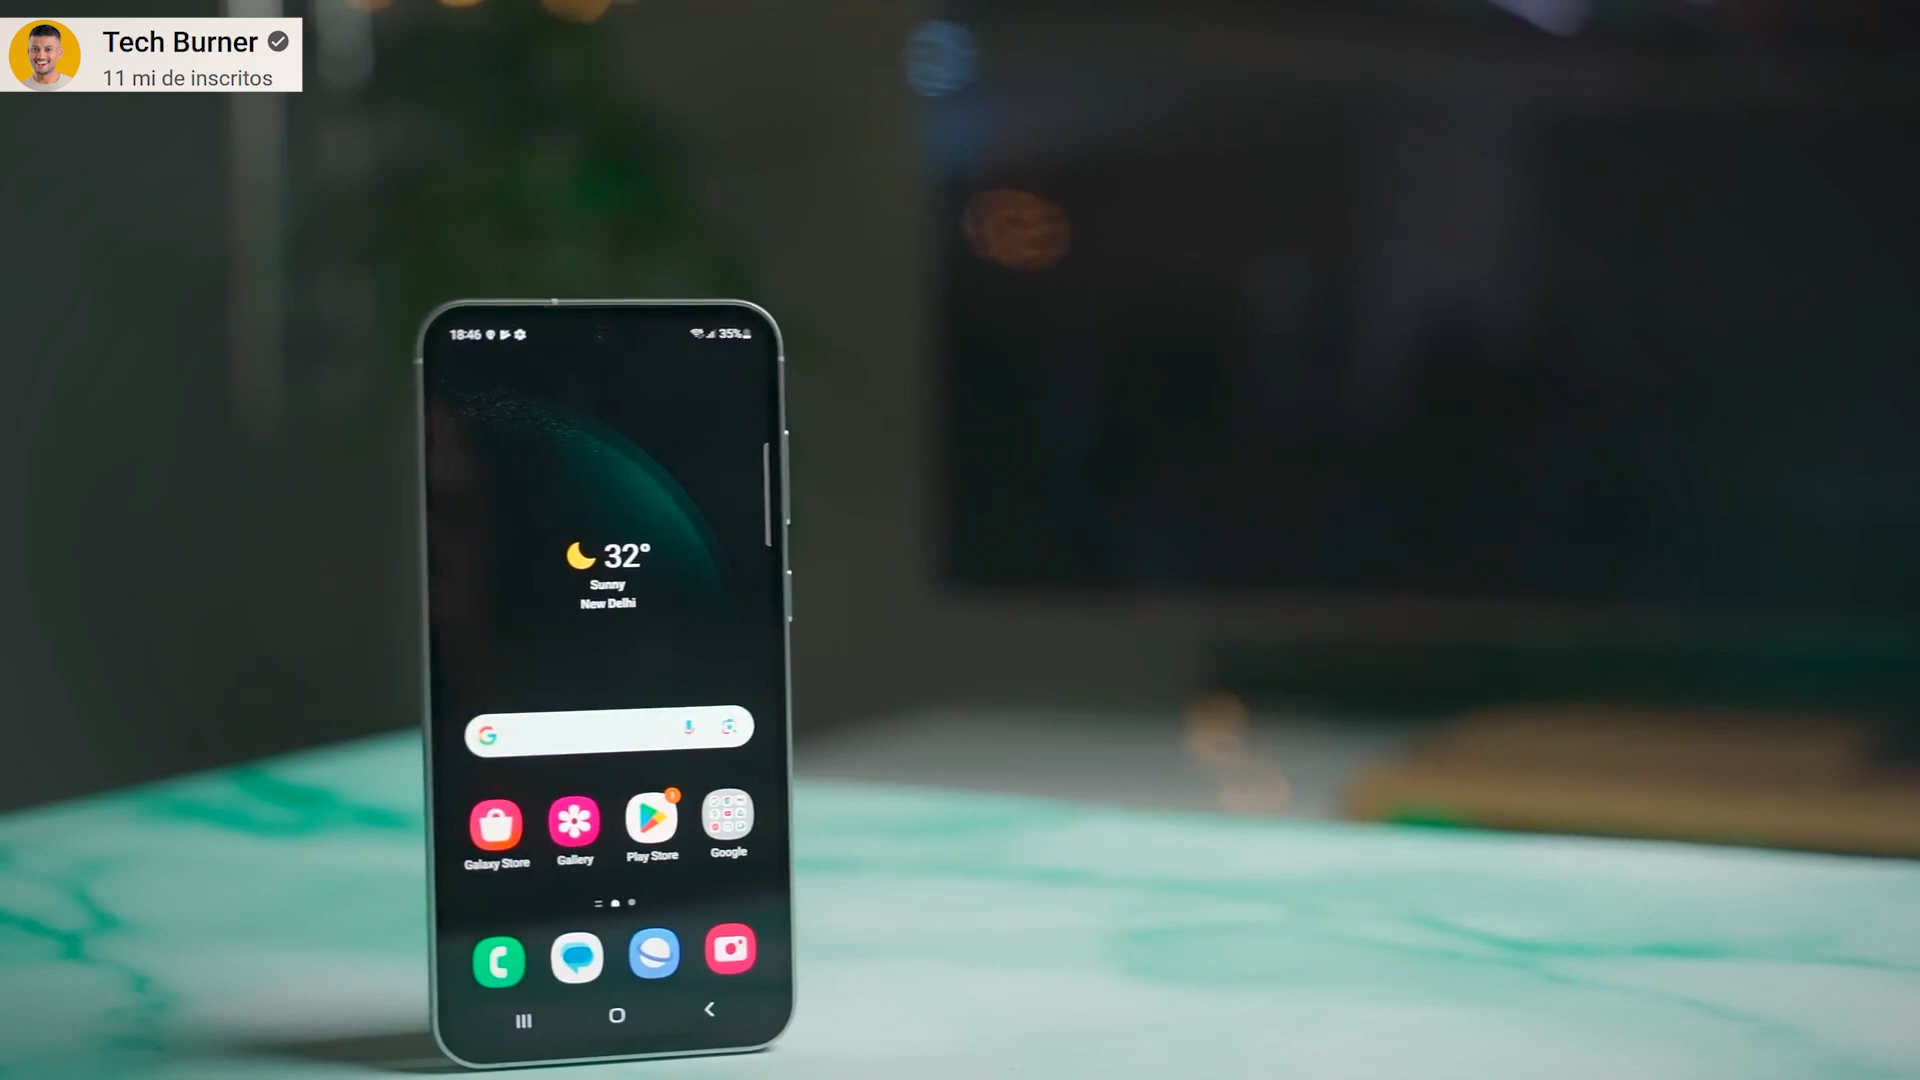 Tech Burner
11 mi de inscritos
18:46
35%
32°
Sunny
New Delhi
G
Galaxy Store
Gallery
Play Store
Google